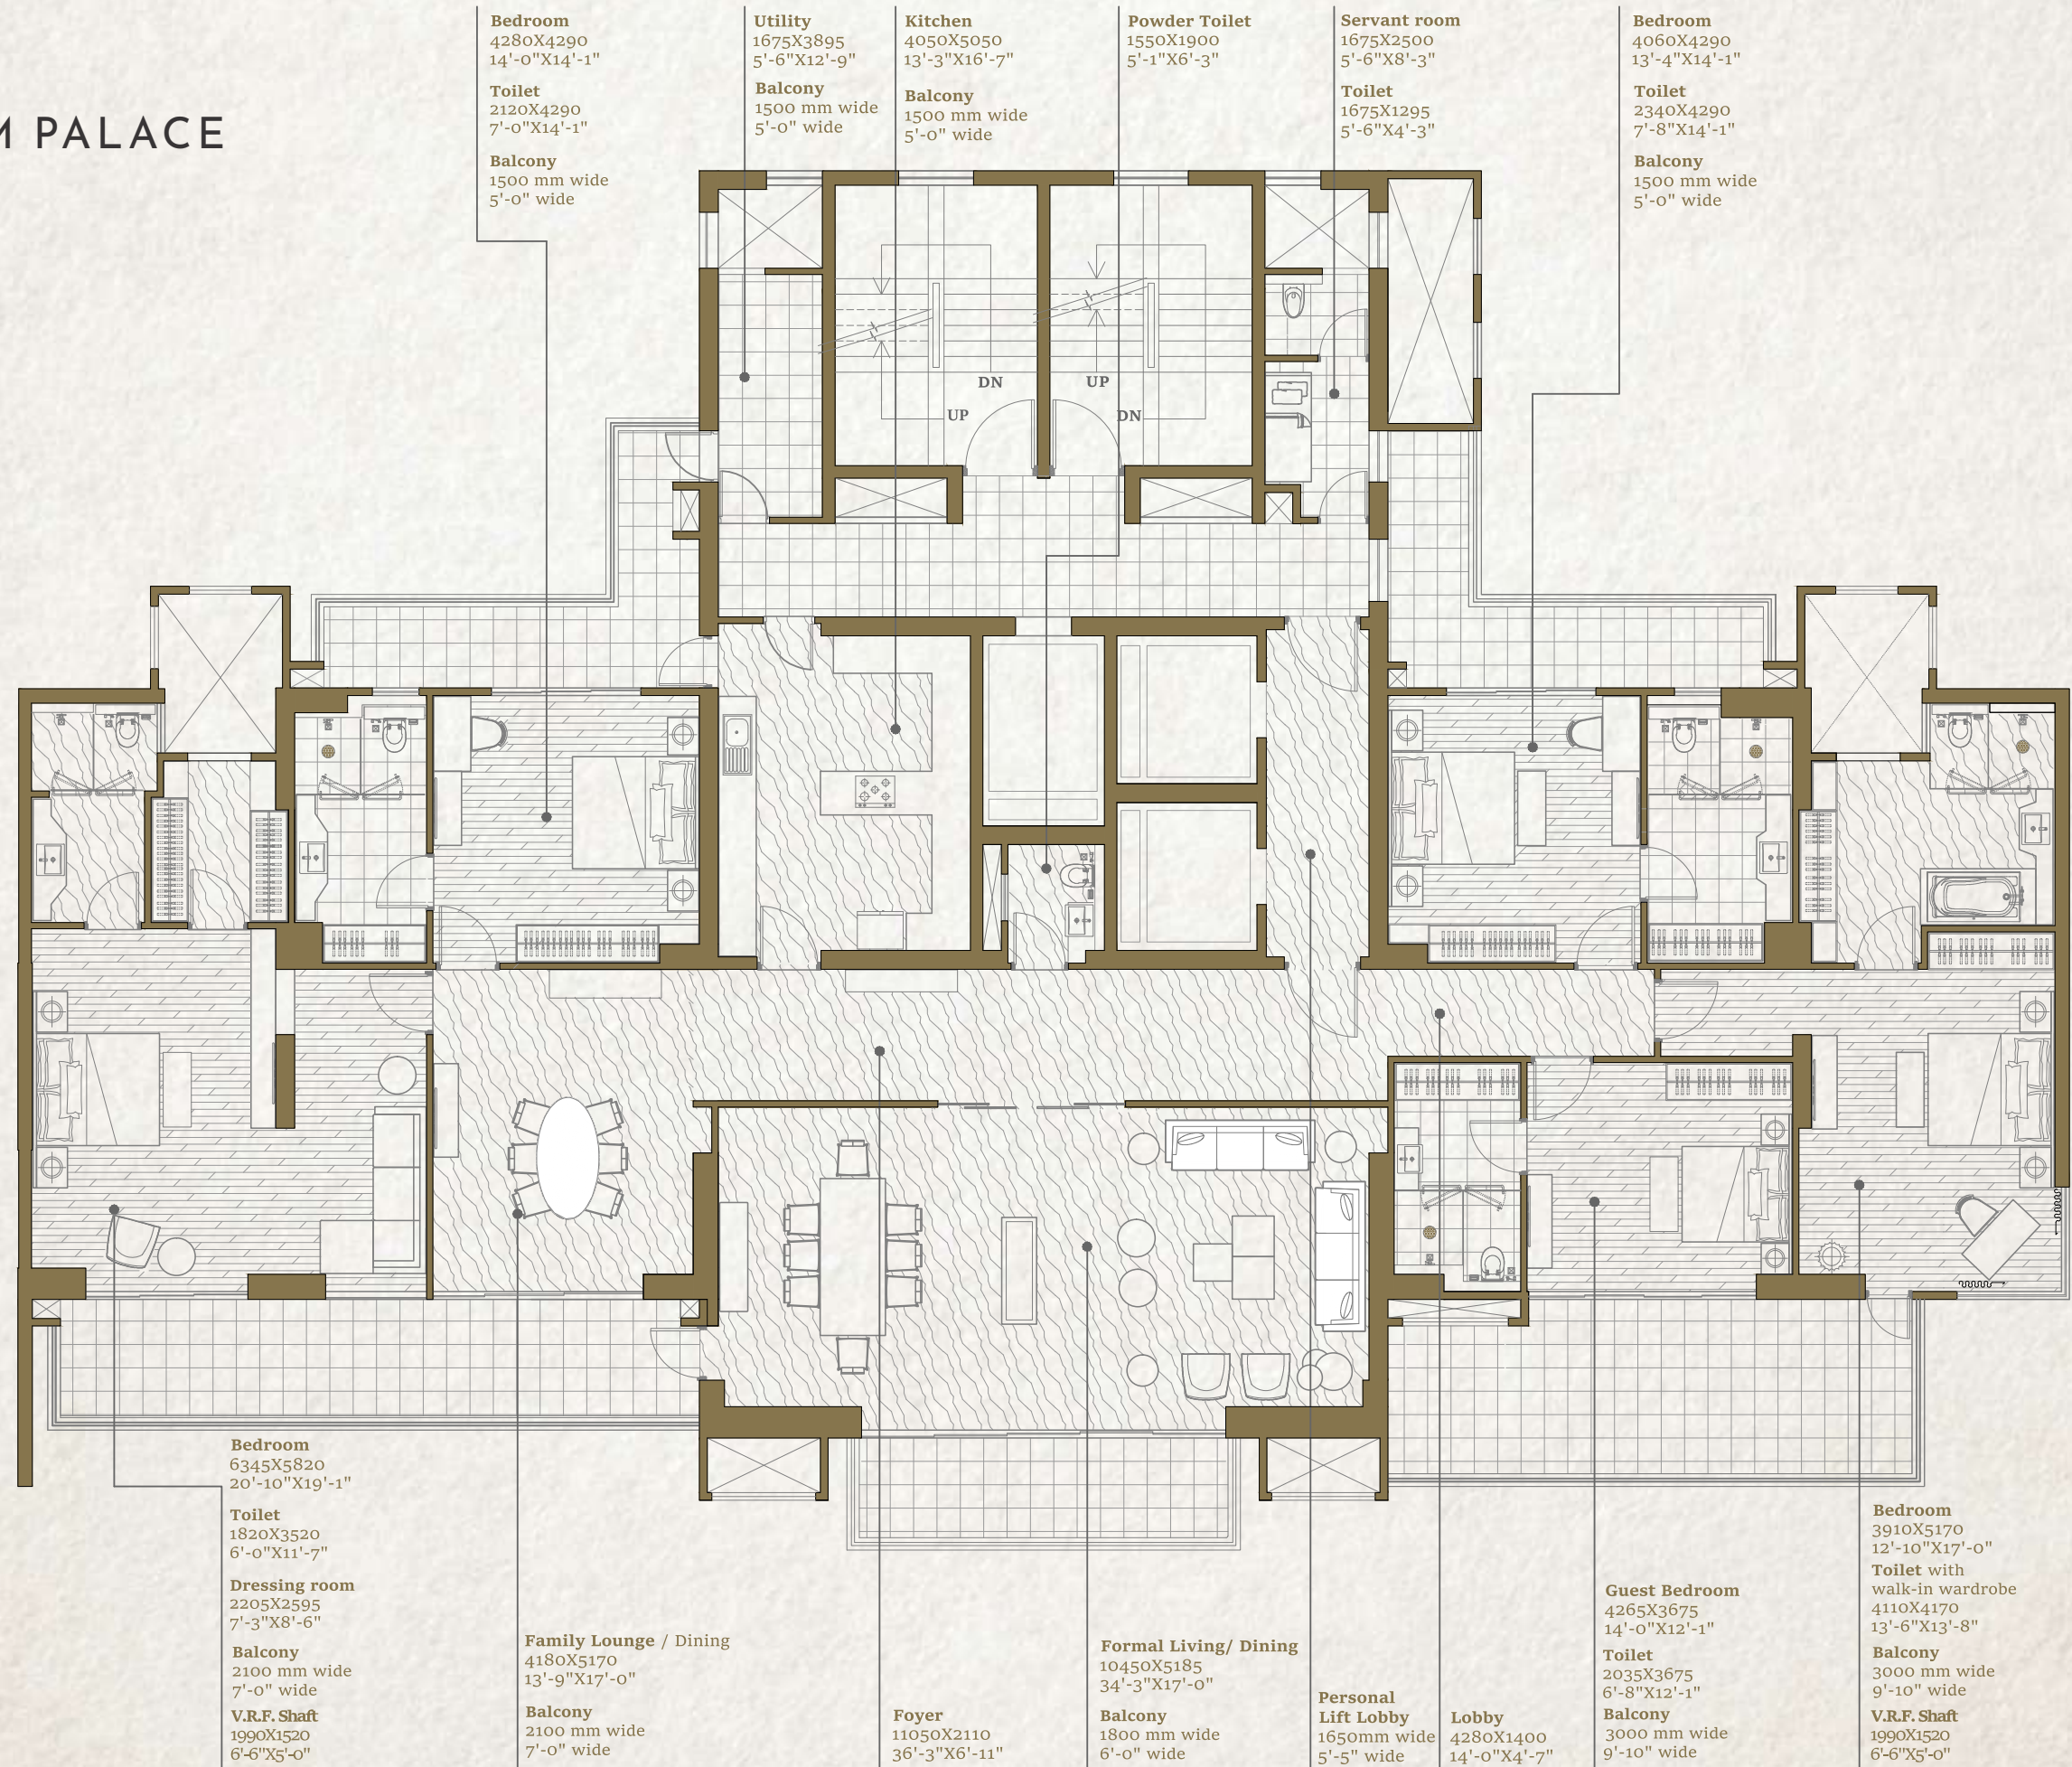 M PALACE
Bedroom
4280X4290
14'-0"X14'-1"
Toilet
2120X4290
7'-0"X14'-1"
Balcony
1500 mm wide
5'-0" wide
Utility
1675X3895
5'-6"X12'-9"
Balcony
1500 mm wide
5'-0" wide
Kitchen
4050X5050
13'-3"X16'-7"
Balcony
1500 mm wide
5'-0" wide
Powder Toilet
1550X1900
5'-1"X6'-3"
Servant room
1675X2500
5'-6"X8'-3"
Toilet
1675X1295
5'-6"X4'-3"
Bedroom
4060X4290
13'-4"X14'-1"
Toilet
2340X4290
7'-8"X14'-1"
Balcony
1500 mm wide
5'-0" wide
DN
UP
UP
DN
Bedroom
6345X5820
20'-10"X19'-1"
Toilet
1820X3520
6'-0"X11'-7"
Dressing room
2205X2595
7'-3"X8'-6"
Balcony
2100 mm wide
7'-0" wide
V.R.F. Shaft
1990X1520
6'-6"X5'-0"
Family Lounge / Dining
4180X5170
13'-9"X17'-0"
Balcony
2100 mm wide
7'-0" wide
Foyer
11050X2110
36'-3"X6'-11"
Formal Living/ Dining
10450X5185
34'-3"X17'-0"
Balcony
1800 mm wide
6'-0" wide
Personal
Lift Lobby
1650mm wide
5'-5" wide
Lobby
4280X1400
14'-0"X4'-7"
Guest Bedroom
4265X3675
14'-0"X12'-1"
Toilet
2035X3675
6'-8"X12'-1"
Balcony
3000 mm wide
9'-10" wide
Bedroom
3910X5170
12'-10"X17'-0"
Toilet with
walk-in wardrobe
4110X4170
13'-6"X13'-8"
Balcony
3000 mm wide
9'-10" wide
V.R.F. Shaft
1990X1520
6'-6"X5'-0"